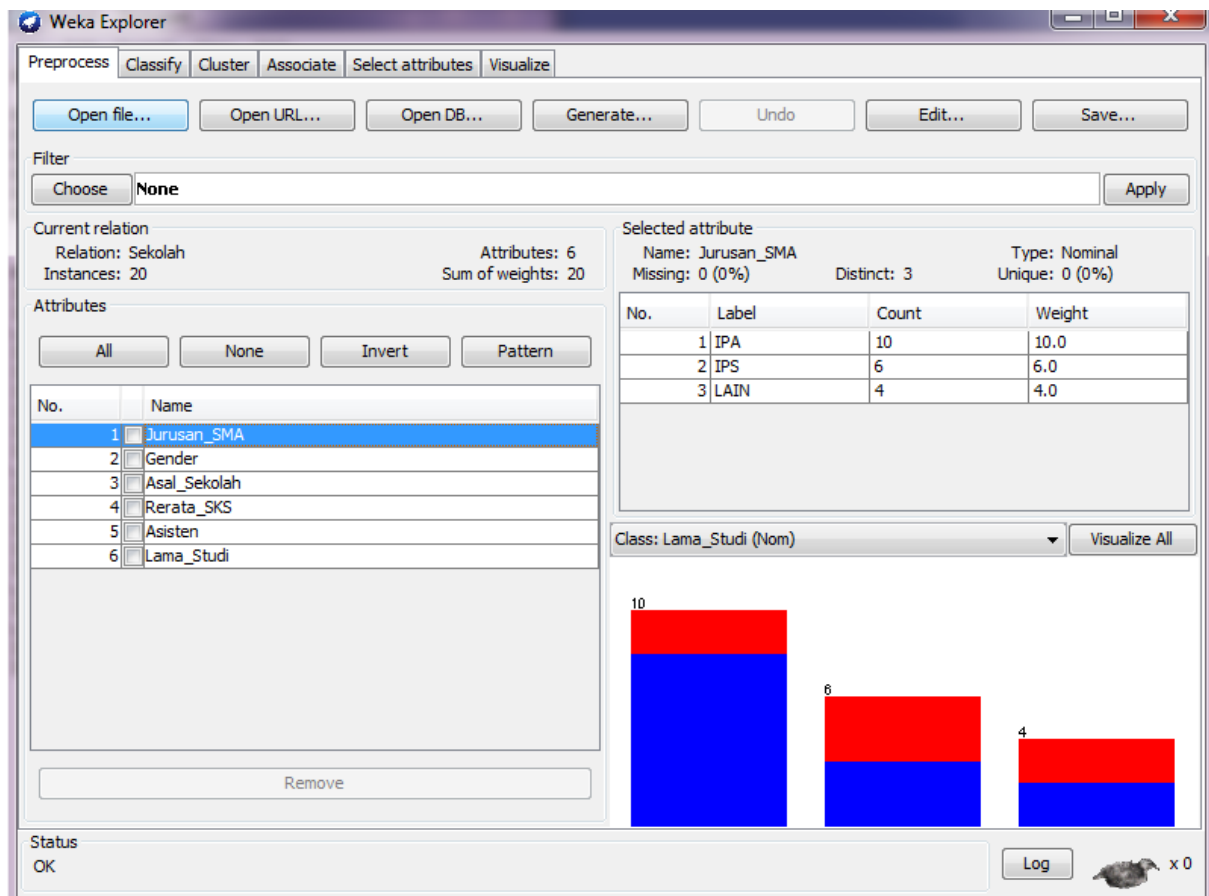 Weka Explorer
Preprocess Classify Cluster Associate Select attributes Visualize
Open file... Open URL... Open DB... Generate... Undo Edit... Save...
Filter
Choose None Apply
Current relation
Relation: Sekolah Attributes: 6
Instances: 20 Sum of weights: 20
Attributes
All None Invert Pattern
No. Name
1 Jurusan_SMA
2 Gender
3 Asal_Sekolah
4 Rerata_SKS
5 Asisten
6 Lama_Studi
Remove
Selected attribute
Name: Jurusan_SMA Type: Nominal
Missing: 0 (0%) Distinct: 3 Unique: 0 (0%)
No. Label Count Weight
1 IPA 10 10.0
2 IPS 6 6.0
3 LAIN 4 4.0
Class: Lama_Studi (Nom) Visualize All
10
6
4
Status
OK
Log x 0